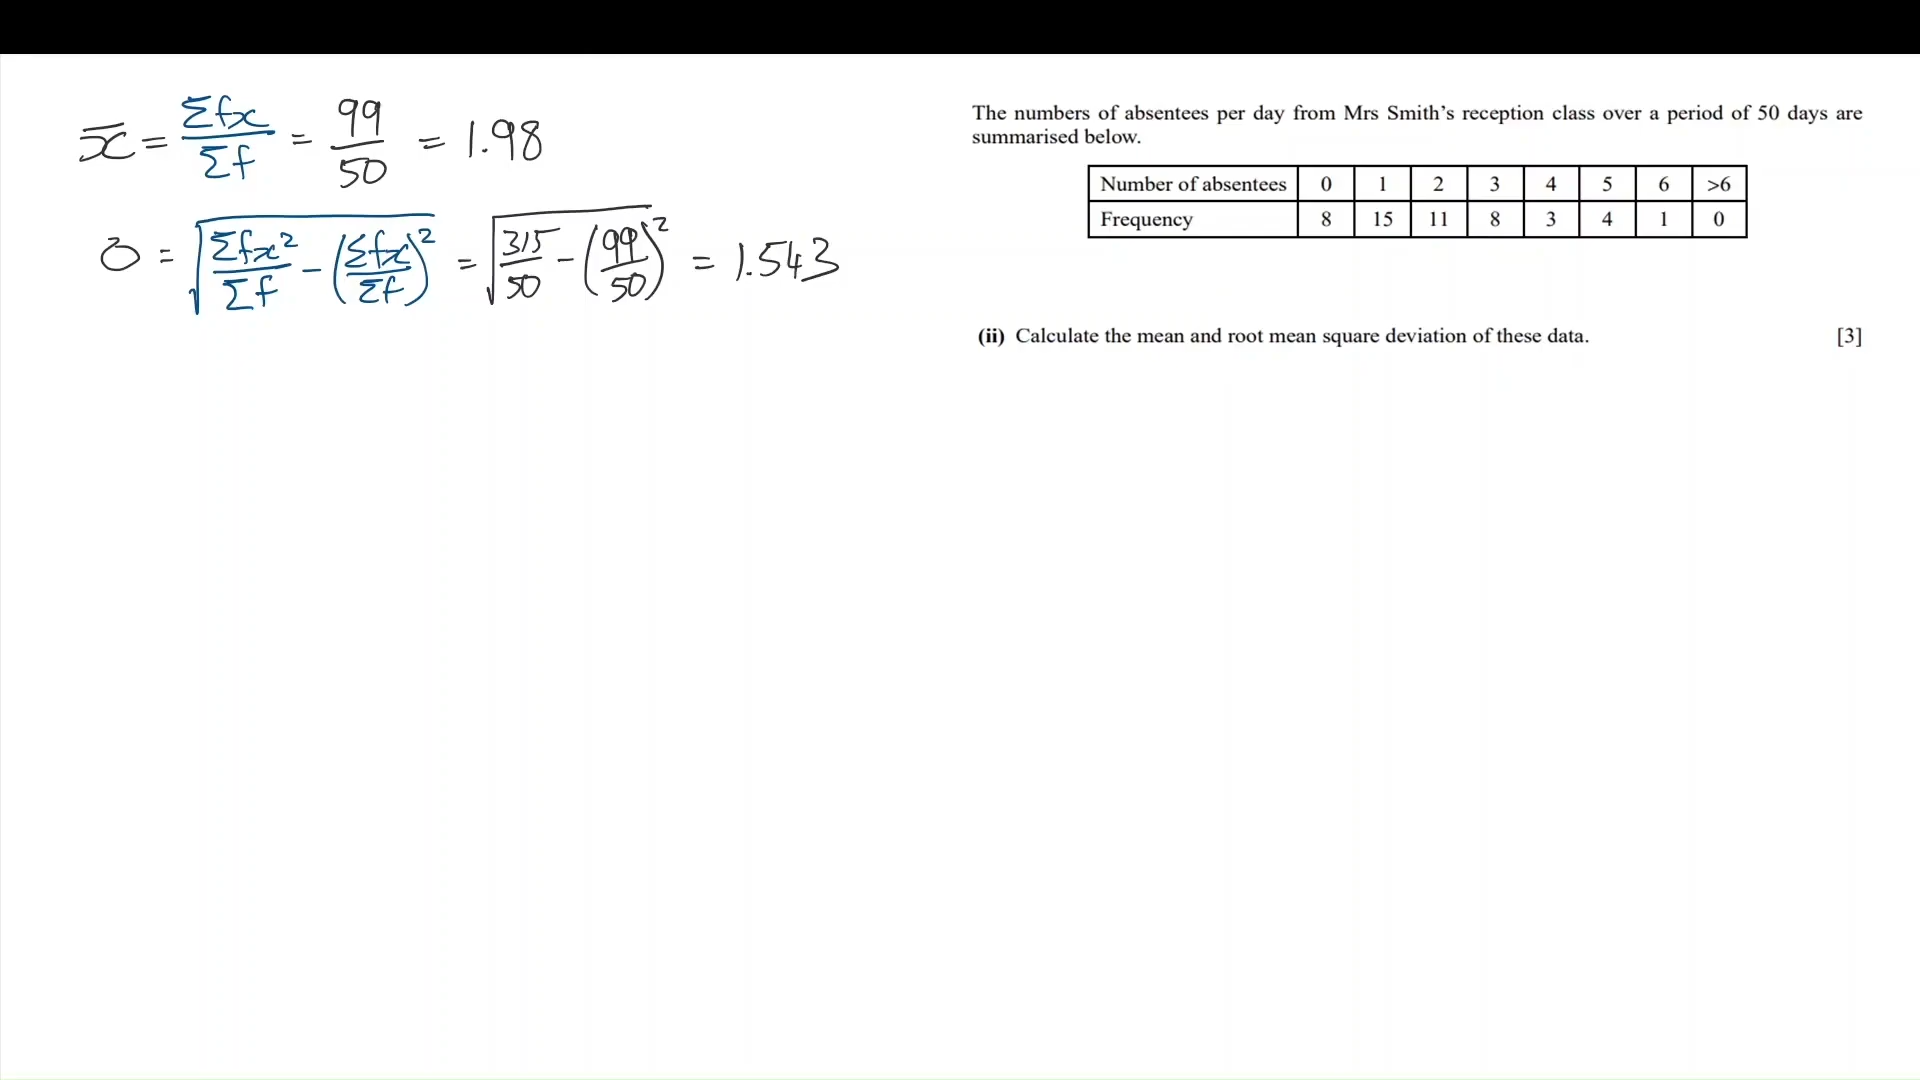 x̄ = Σfx/Σf = 99/50 = 1.98
σ = √(Σfx²/Σf − (Σfx/Σf)²) = √(315/50 − (99/50)²) = 1.543
The numbers of absentees per day from Mrs Smith’s reception class over a period of 50 days are
summarised below.
Number of absentees 0 1 2 3 4 5 6 >6
Frequency 8 15 11 8 3 4 1 0
(ii) Calculate the mean and root mean square deviation of these data. [3]